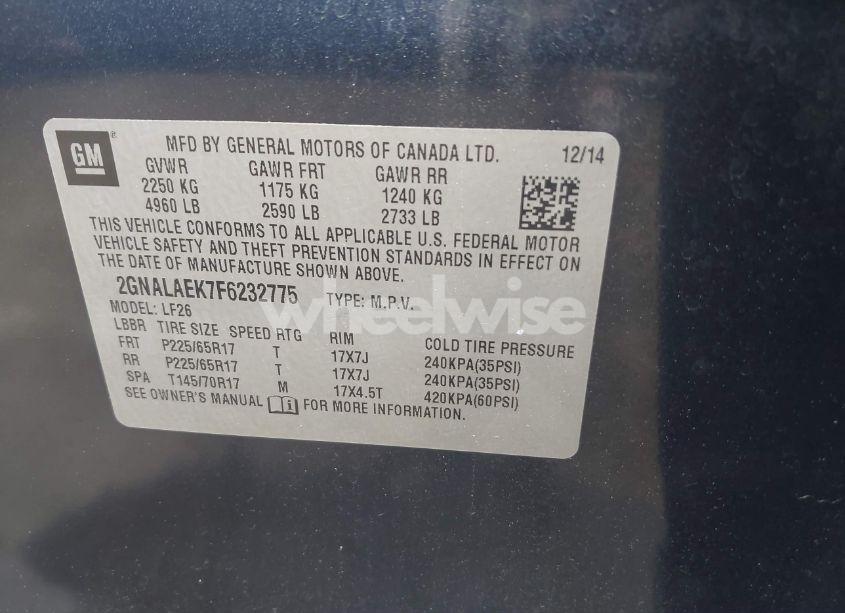 GM ®
MFD BY GENERAL MOTORS OF CANADA LTD. 12/14
GVWR GAWR FRT GAWR RR
2250 KG 1175 KG 1240 KG
4960 LB 2590 LB 2733 LB
THIS VEHICLE CONFORMS TO ALL APPLICABLE U.S. FEDERAL MOTOR
VEHICLE SAFETY AND THEFT PREVENTION STANDARDS IN EFFECT ON
THE DATE OF MANUFACTURE SHOWN ABOVE.
2GNALAEK7F6232775 TYPE: M.P.V.
MODEL: LF26
LBBR TIRE SIZE SPEED RTG RIM COLD TIRE PRESSURE
FRT P225/65R17 T 17X7J 240KPA(35PSI)
RR P225/65R17 T 17X7J 240KPA(35PSI)
SPA T145/70R17 M 17X4.5T 420KPA(60PSI)
SEE OWNER'S MANUAL i FOR MORE INFORMATION.
wheelwise